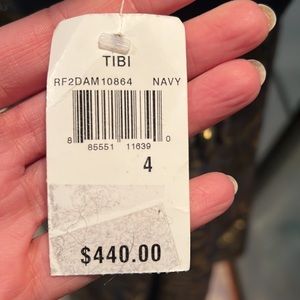 TIBI
RF2DAM10864 NAVY
8 85551 11639 0
4
$440.00